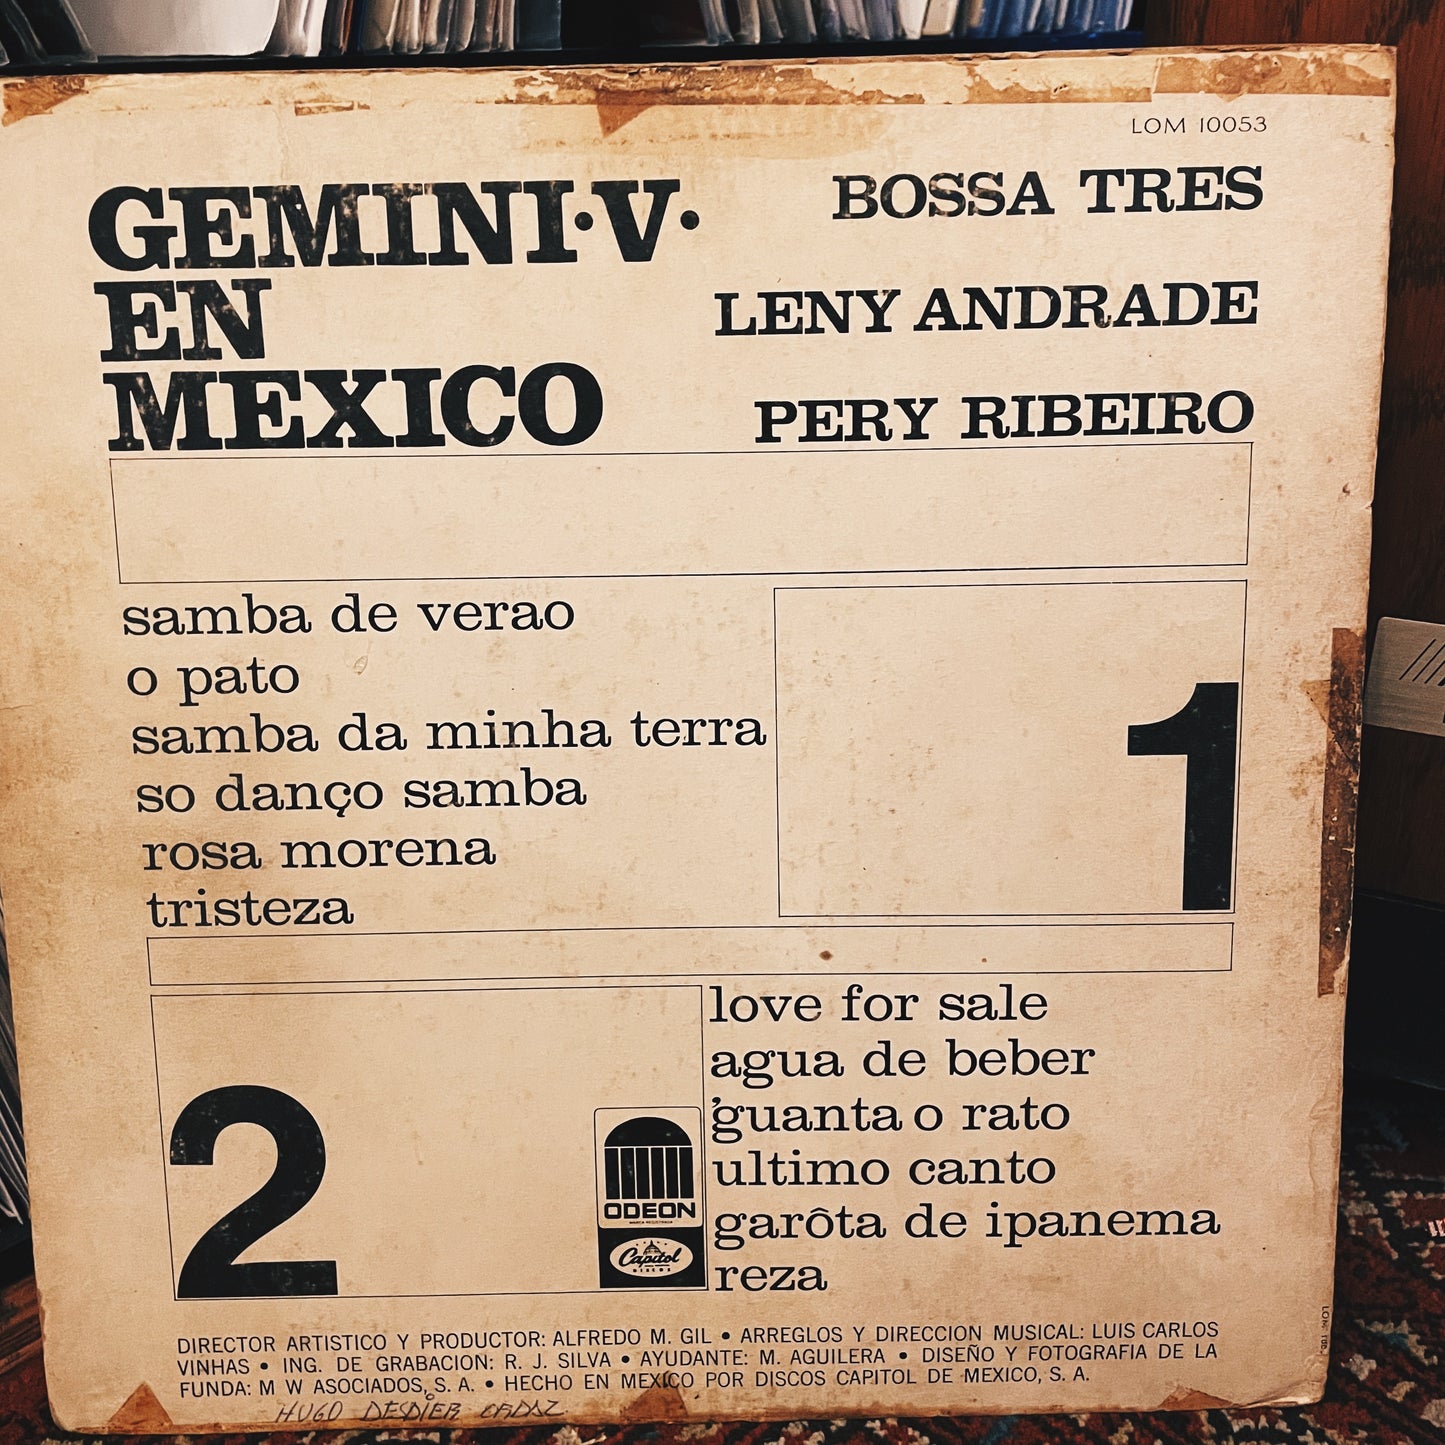 LOM 10053
GEMINI·V·
EN
MEXICO
BOSSA TRES
LENY ANDRADE
PERY RIBEIRO
samba de verao
o pato
samba da minha terra
so danço samba
rosa morena
tristeza
1
2
love for sale
agua de beber
'guanta o rato
ultimo canto
garôta de ipanema
reza
ODEON
MARCA REGISTRADA
Capitol
DISCOS
DIRECTOR ARTISTICO Y PRODUCTOR: ALFREDO M. GIL • ARREGLOS Y DIRECCION MUSICAL: LUIS CARLOS
VINHAS • ING. DE GRABACION: R. J. SILVA • AYUDANTE: M. AGUILERA • DISEÑO Y FOTOGRAFIA DE LA
FUNDA: M W ASOCIADOS, S. A. • HECHO EN MEXICO POR DISCOS CAPITOL DE MEXICO, S. A.
HUGO